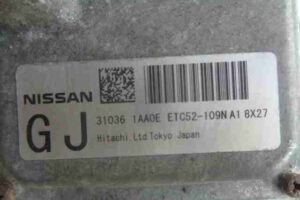 NISSAN
GJ 31036 1AA0E ETC52-109N A1 8X27
Hitachi Ltd Tokyo Japan